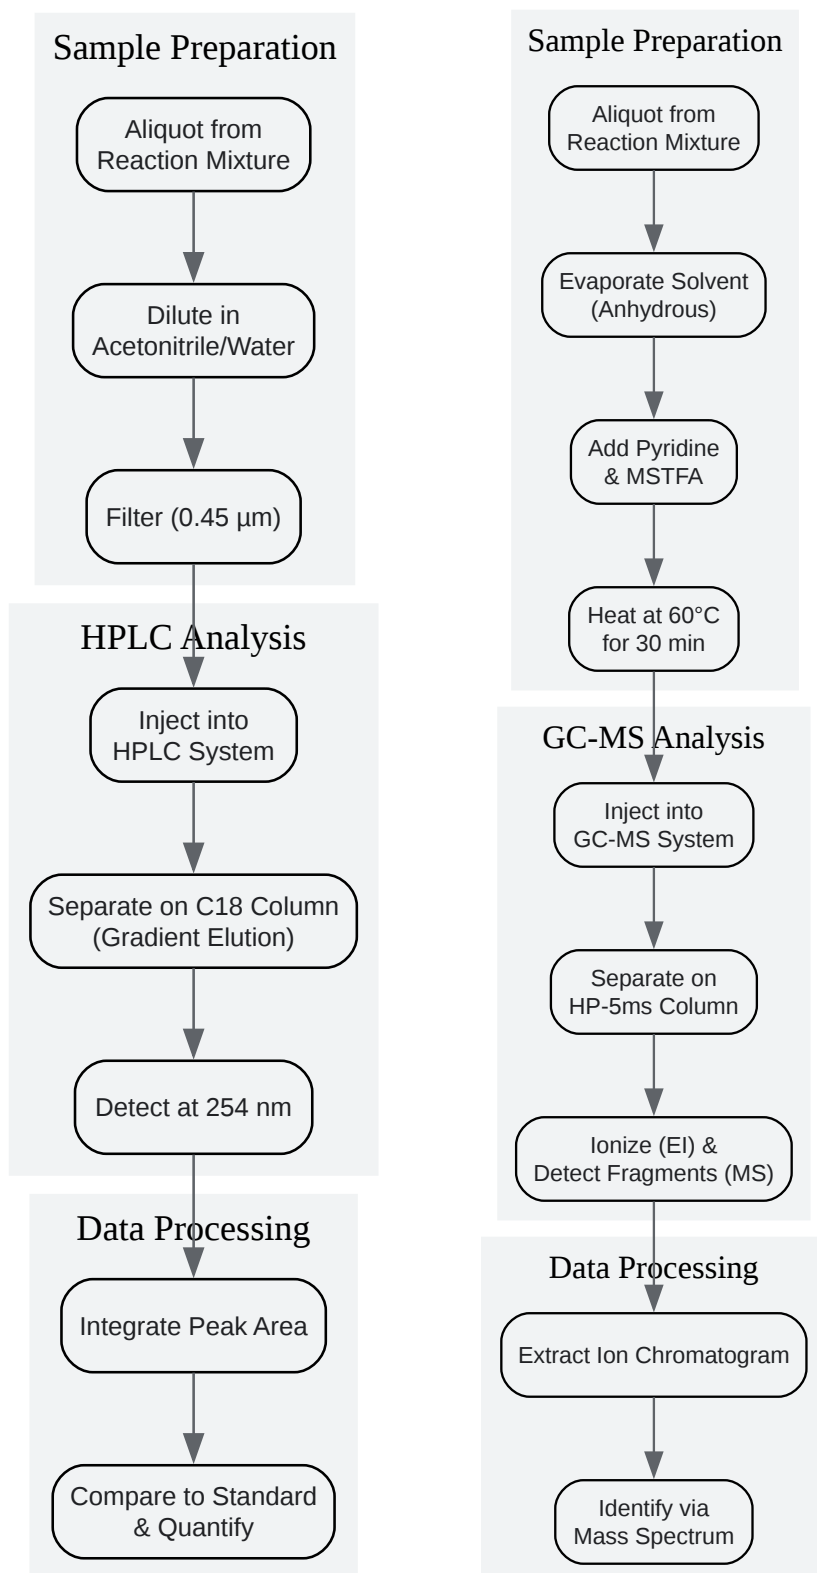 Sample Preparation
Aliquot from
Reaction Mixture
Dilute in
Acetonitrile/Water
Filter (0.45 µm)
HPLC Analysis
Inject into
HPLC System
Separate on C18 Column
(Gradient Elution)
Detect at 254 nm
Data Processing
Integrate Peak Area
Compare to Standard
& Quantify
Sample Preparation
Aliquot from
Reaction Mixture
Evaporate Solvent
(Anhydrous)
Add Pyridine
& MSTFA
Heat at 60°C
for 30 min
GC-MS Analysis
Inject into
GC-MS System
Separate on
HP-5ms Column
Ionize (EI) &
Detect Fragments (MS)
Data Processing
Extract Ion Chromatogram
Identify via
Mass Spectrum